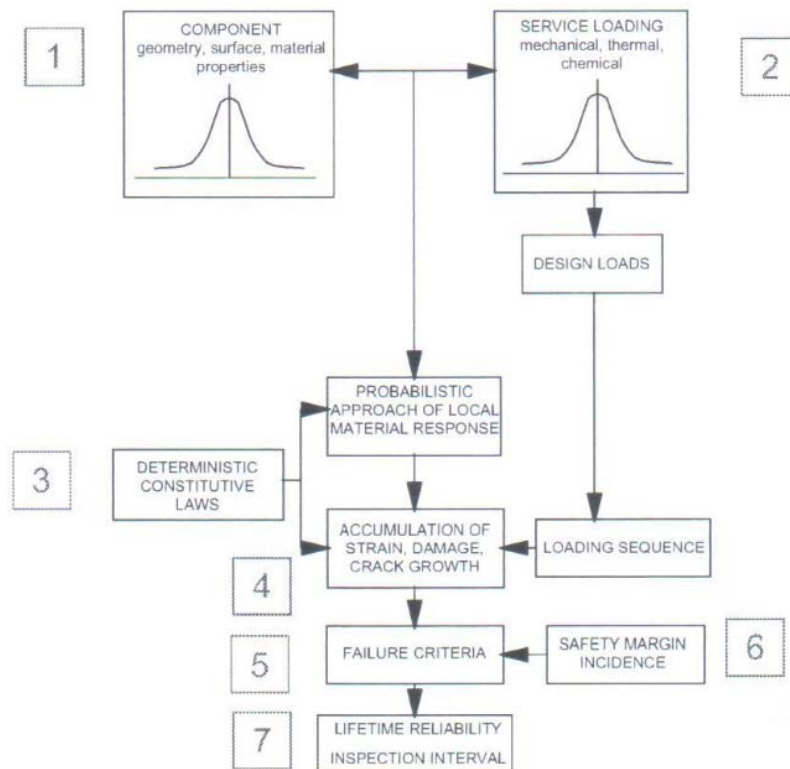 1
COMPONENT
geometry, surface, material
properties
SERVICE LOADING
mechanical, thermal,
chemical
2
DESIGN LOADS
PROBABILISTIC
APPROACH OF LOCAL
MATERIAL RESPONSE
3
DETERMINISTIC
CONSTITUTIVE
LAWS
ACCUMULATION OF
STRAIN, DAMAGE,
CRACK GROWTH
LOADING SEQUENCE
4
5
FAILURE CRITERIA
SAFETY MARGIN
INCIDENCE
6
7
LIFETIME RELIABILITY
INSPECTION INTERVAL